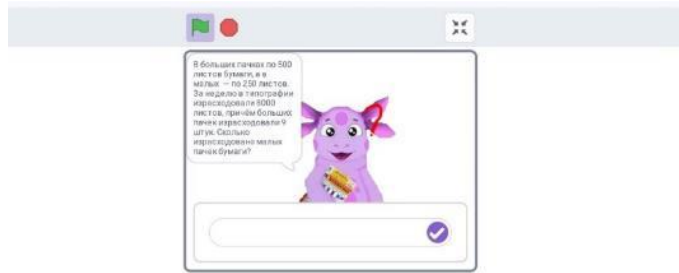 В больших пачках по 500
листов бумаги, а в
малых — по 250 листов.
За неделю в типографии
израсходовали 8000
листов, причём больших
пачек израсходовали 9
штук. Сколько
израсходовано малых
пачек бумаги?